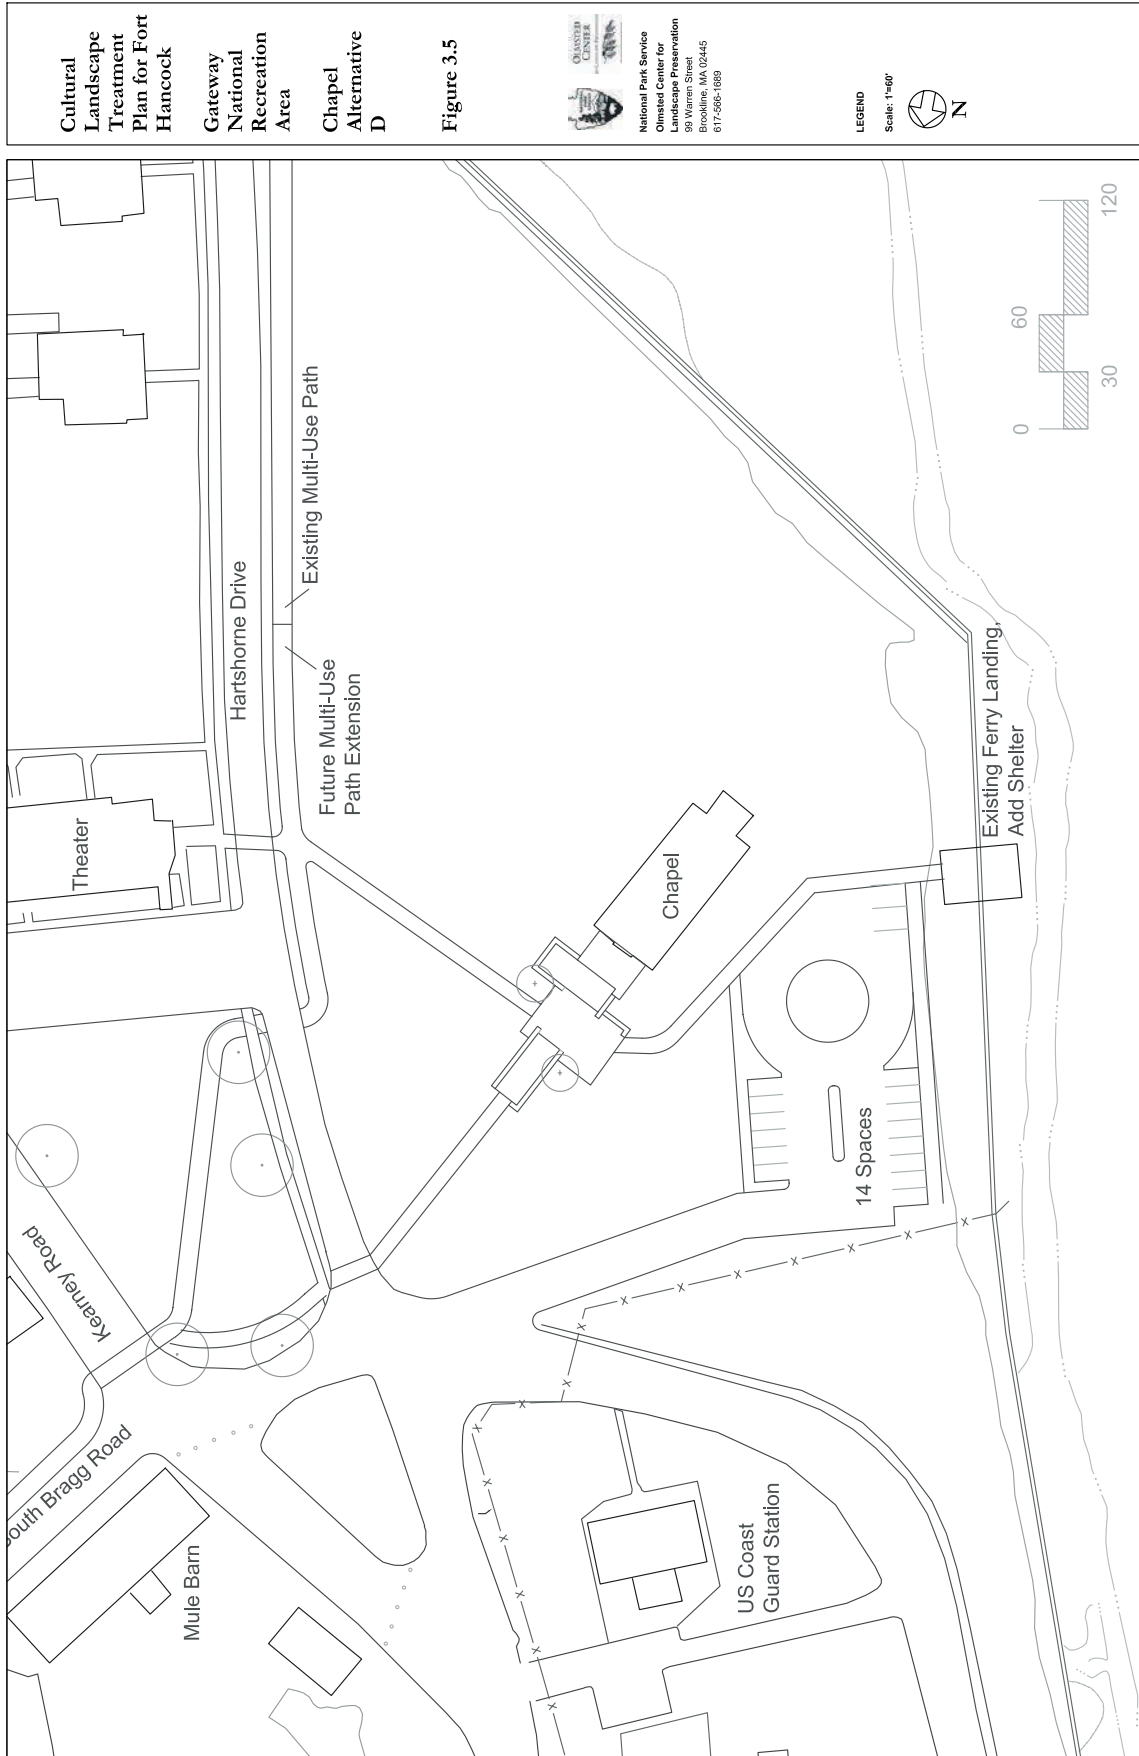 Cultural
Landscape
Treatment
Plan for Fort
Hancock
Gateway
National
Recreation
Area
Chapel
Alternative
D
Figure 3.5
OLMSTED
CENTER
National Park Service
Olmsted Center for
Landscape Preservation
99 Warren Street
Brookline, MA 02445
617-566-1689
LEGEND
Scale: 1"=60'
N
Theater
Hartshorne Drive
Existing Multi-Use Path
Future Multi-Use
Path Extension
Kearney Road
South Bragg Road
Mule Barn
Chapel
14 Spaces
US Coast
Guard Station
Existing Ferry Landing,
Add Shelter
0
30
60
120